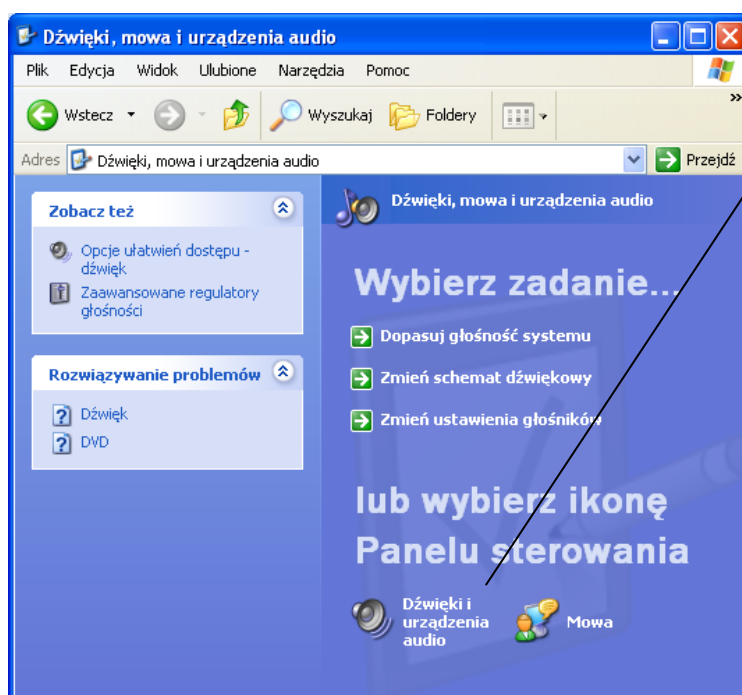 Dźwięki, mowa i urządzenia audio
Plik Edycja Widok Ulubione Narzędzia Pomoc
Wstecz Wyszukaj Foldery »
Adres Dźwięki, mowa i urządzenia audio Przejdź
Zobacz też
Opcje ułatwień dostępu -
dźwięk
Zaawansowane regulatory
głośności
Rozwiązywanie problemów
Dźwięk
DVD
Dźwięki, mowa i urządzenia audio
Wybierz zadanie...
Dopasuj głośność systemu
Zmień schemat dźwiękowy
Zmień ustawienia głośników
lub wybierz ikonę
Panelu sterowania
Dźwięki i
urządzenia
audio
Mowa